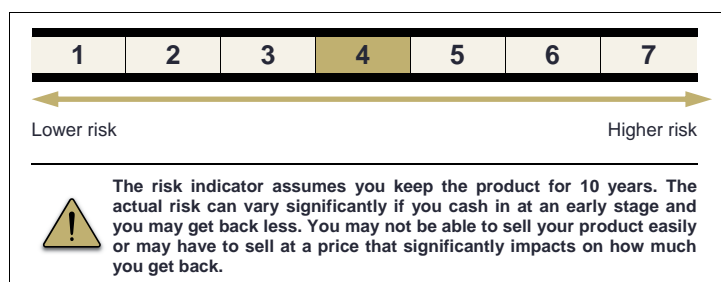 1 2 3 4 5 6 7
Lower risk Higher risk
The risk indicator assumes you keep the product for 10 years. The
actual risk can vary significantly if you cash in at an early stage and
you may get back less. You may not be able to sell your product easily
or may have to sell at a price that significantly impacts on how much
you get back.